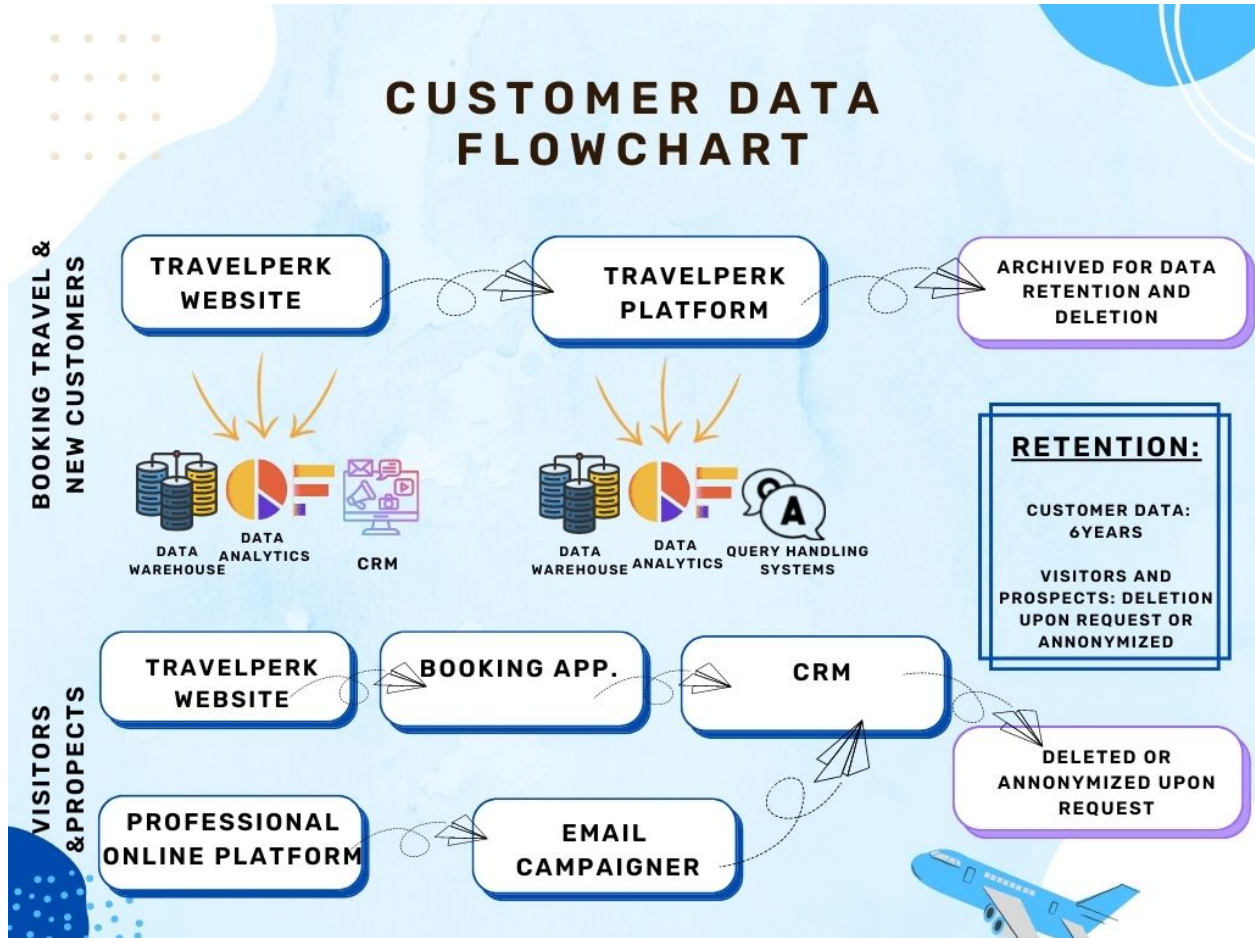 CUSTOMER DATA
FLOWCHART
BOOKING TRAVEL &
NEW CUSTOMERS
TRAVELPERK
WEBSITE
TRAVELPERK
PLATFORM
ARCHIVED FOR DATA
RETENTION AND
DELETION
DATA
WAREHOUSE
DATA
ANALYTICS
CRM
DATA
WAREHOUSE
DATA
ANALYTICS
Q
A
QUERY HANDLING
SYSTEMS
RETENTION:
CUSTOMER DATA:
6YEARS
VISITORS AND
PROSPECTS: DELETION
UPON REQUEST OR
ANNONYMIZED
VISITORS
&PROPECTS
TRAVELPERK
WEBSITE
BOOKING APP.
CRM
PROFESSIONAL
ONLINE PLATFORM
EMAIL
CAMPAIGNER
DELETED OR
ANNONYMIZED UPON
REQUEST